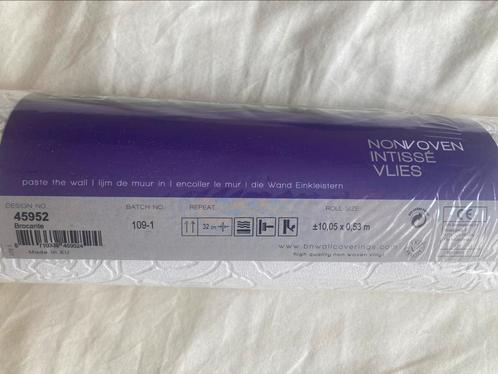 NONWOVEN
INTISSÉ
VLIES
paste the wall | lijm de muur in | encoller le mur | die Wand Einkleistern
DESIGN NO.
45952
Brocante
BATCH NO.
109-1
REPEAT
32 cm
ROLL SIZE:
±10,05 x 0,53 m
Made in EU
www.bnwallcoverings.com
high quality non woven vinyl
CE